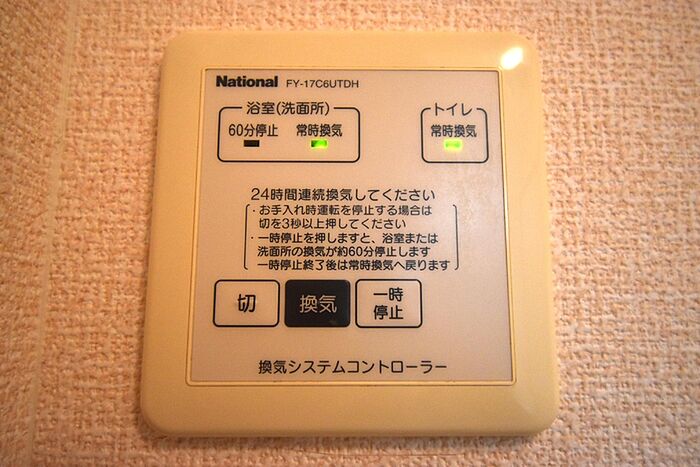 National FY-17C6UTDH
浴室(洗面所) トイレ
60分停止 常時換気 常時換気
24時間連続換気してください
・お手入れ時運転を停止する場合は
切を3秒以上押してください
・一時停止を押しますと、浴室または
洗面所の換気が約60分停止します
一時停止終了後は常時換気へ戻ります
切 換気 一時
停止
換気システムコントローラー